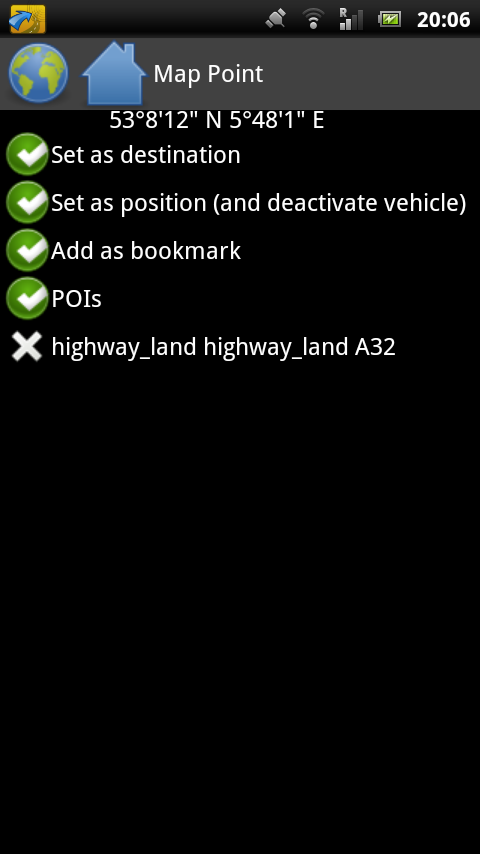 R
20:06
Map Point
53°8'12" N 5°48'1" E
Set as destination
Set as position (and deactivate vehicle)
Add as bookmark
POIs
highway_land highway_land A32